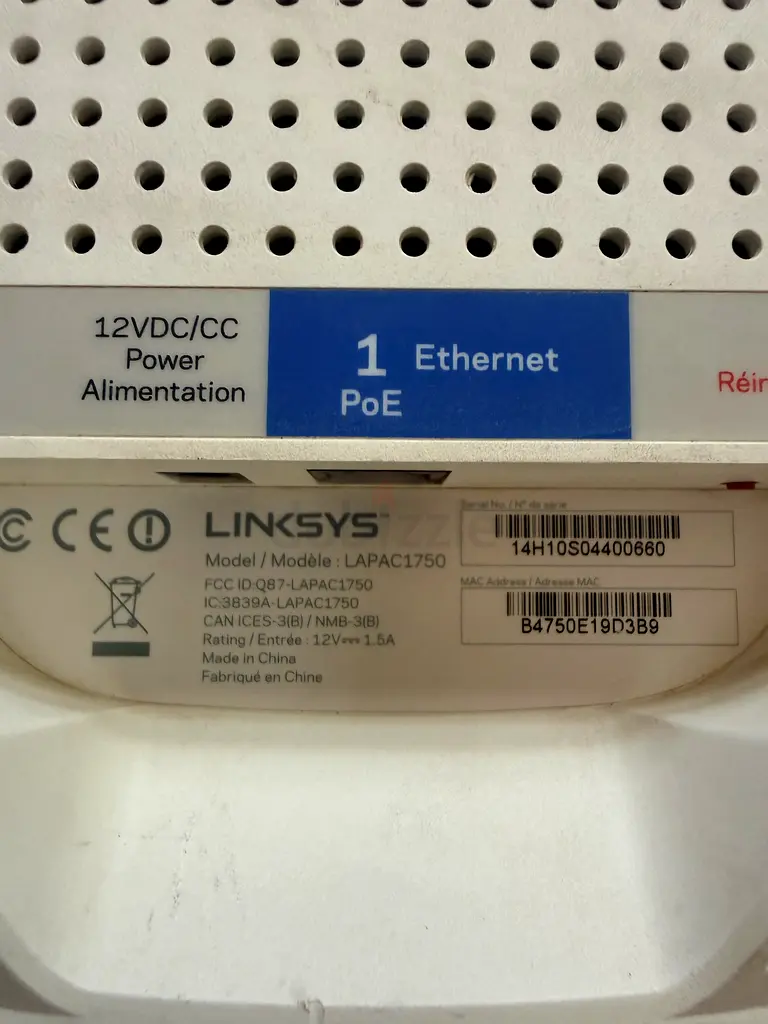 12VDC/CC
Power
Alimentation
1 Ethernet
PoE
Réin
LINKSYS™
Model / Modèle : LAPAC1750
FCC ID:Q87-LAPAC1750
IC:3839A-LAPAC1750
CAN ICES-3(B) / NMB-3(B)
Rating / Entrée : 12V⎓ 1.5A
Made in China
Fabriqué en Chine
Serial No. / N° de série
14H10S04400660
MAC Address / Adresse MAC
B4750E19D3B9